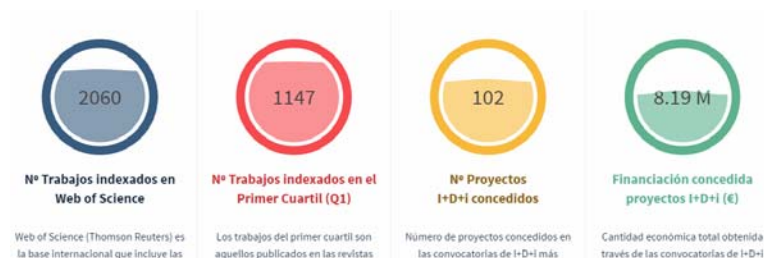 2060
1147
102
8.19 M
Nº Trabajos indexados en
Web of Science
Nº Trabajos indexados en el
Primer Cuartil (Q1)
Nº Proyectos
I+D+i concedidos
Financiación concedida
proyectos I+D+i (€)
Web of Science (Thomson Reuters) es
la base internacional que incluye las
Los trabajos del primer cuartil son
aquellos publicados en las revistas
Número de proyectos concedidos en
las convocatorias de I+D+i más
Cantidad económica total obtenida
través de las convocatorias de I+D+i